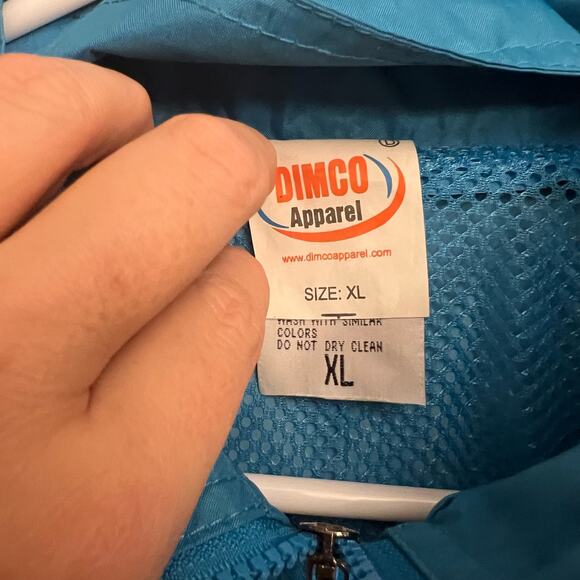 DIMCO
Apparel
www.dimcoapparel.com
SIZE: XL
WASH WITH SIMILAR
COLORS
DO NOT DRY CLEAN
XL